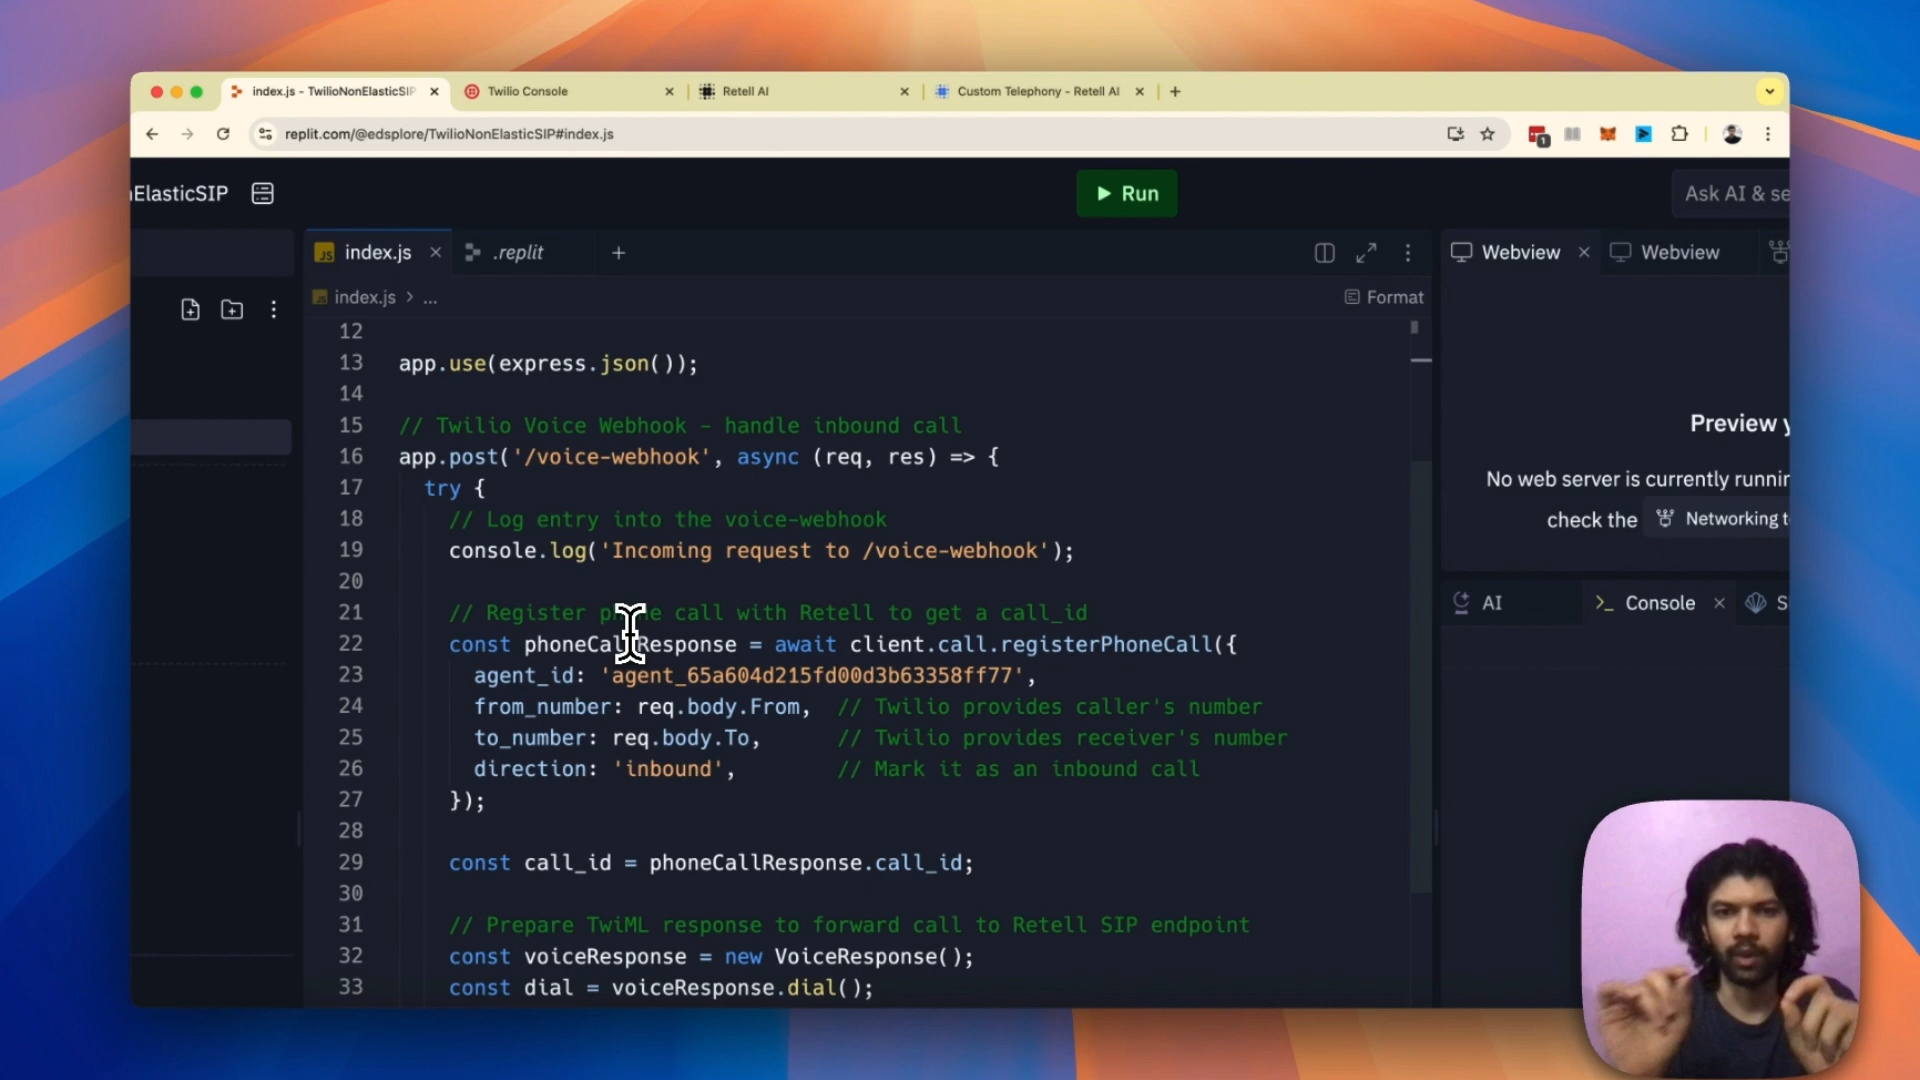 index.js - TwilioNonElasticSIP
Twilio Console
Retell AI
Custom Telephony - Retell AI
replit.com/@edsplore/TwilioNonElasticSIP#index.js
1
nElasticSIP
Run
Ask AI & se
JS index.js
.replit
Webview
Webview
JS index.js > ...
Format
12
13 app.use(express.json());
14
15 // Twilio Voice Webhook - handle inbound call
16 app.post('/voice-webhook', async (req, res) => {
17 try {
18 // Log entry into the voice-webhook
19 console.log('Incoming request to /voice-webhook');
20
21 // Register phone call with Retell to get a call_id
22 const phoneCallResponse = await client.call.registerPhoneCall({
23 agent_id: 'agent_65a604d215fd00d3b63358ff77',
24 from_number: req.body.From, // Twilio provides caller's number
25 to_number: req.body.To, // Twilio provides receiver's number
26 direction: 'inbound', // Mark it as an inbound call
27 });
28
29 const call_id = phoneCallResponse.call_id;
30
31 // Prepare TwiML response to forward call to Retell SIP endpoint
32 const voiceResponse = new VoiceResponse();
33 const dial = voiceResponse.dial();
Preview y
No web server is currently runnin
check the Networking t
AI
Console
S